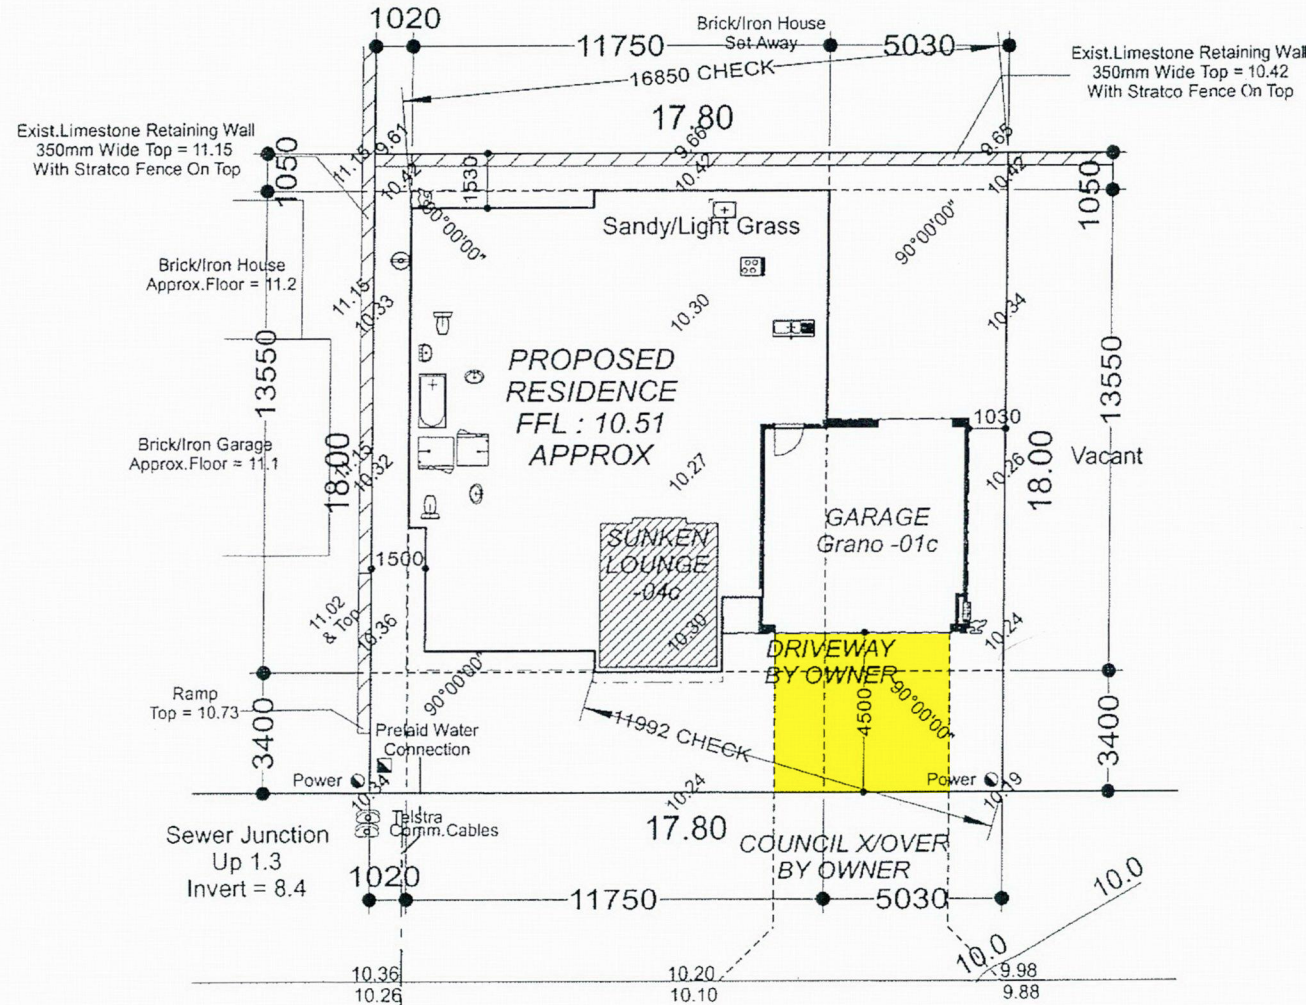 1020
11750
Brick/Iron House
Set Away
5030
16850 CHECK
Exist.Limestone Retaining Wall
350mm Wide Top = 10.42
With Stratco Fence On Top
17.80
Exist.Limestone Retaining Wall
350mm Wide Top = 11.15
With Stratco Fence On Top
1050
11.15
9.61
10.42
1530
9.66
10.42
9.65
10.42
1050
90°00'00"
Sandy/Light Grass
90°00'00"
Brick/Iron House
Approx.Floor = 11.2
11.15
10.33
10.30
10.34
13550
PROPOSED
RESIDENCE
FFL : 10.51
APPROX
13550
1030
Brick/Iron Garage
Approx.Floor = 11.1
18.00
11.15
10.32
10.27
10.26
18.00
Vacant
GARAGE
Grano -01c
SUNKEN
LOUNGE
-04c
1500
11.02
& Top
10.36
10.30
10.24
DRIVEWAY
BY OWNER
90°00'00"
90°00'00"
4500
Ramp
Top = 10.73
3400
11992 CHECK
3400
Prelaid Water
Connection
Power
10.34
10.24
Power
10.19
Telstra
Comm.Cables
17.80
Sewer Junction
Up 1.3
Invert = 8.4
COUNCIL X/OVER
BY OWNER
1020
11750
5030
10.0
10.0
10.36
10.20
9.98
10.26
10.10
9.88